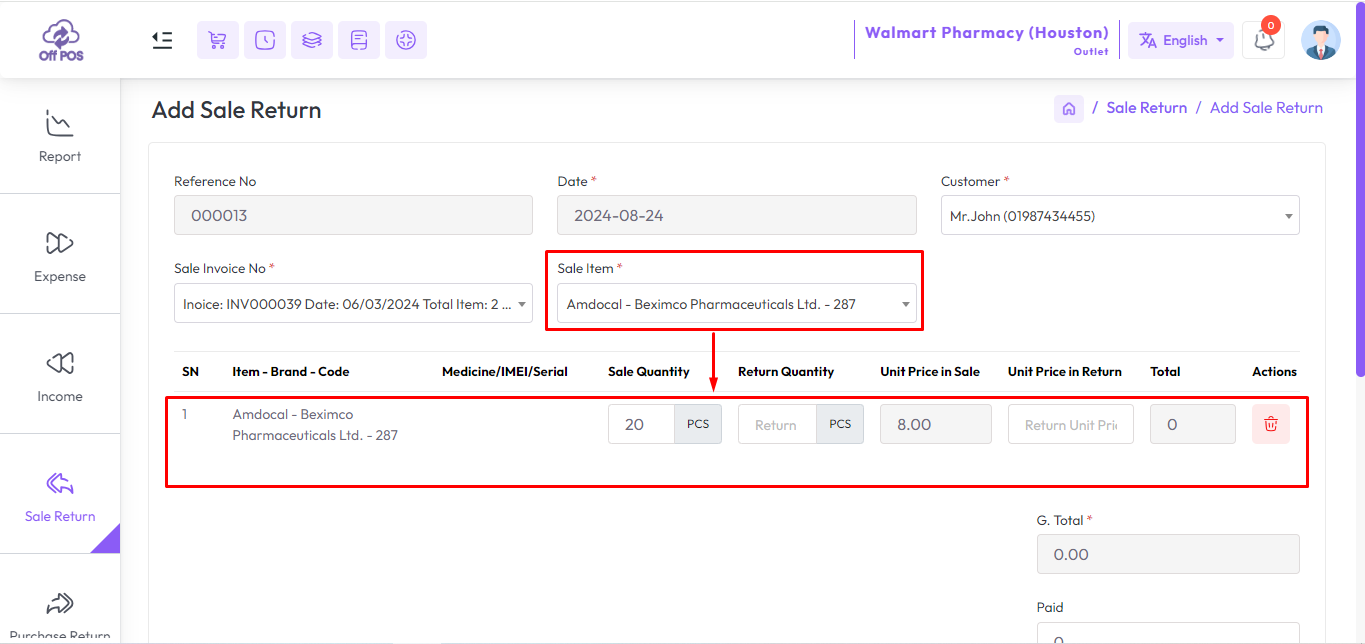 Off POS
Walmart Pharmacy (Houston)
Outlet
English
0
Report
Expense
Income
Sale Return
Purchase Return
Add Sale Return
/ Sale Return / Add Sale Return
Reference No
000013
Date *
2024-08-24
Customer *
Mr.John (01987434455)
Sale Invoice No *
Inoice: INV000039 Date: 06/03/2024 Total Item: 2 ...
Sale Item *
Amdocal - Beximco Pharmaceuticals Ltd. - 287
SN Item - Brand - Code Medicine/IMEI/Serial Sale Quantity Return Quantity Unit Price in Sale Unit Price in Return Total Actions
1 Amdocal - Beximco
Pharmaceuticals Ltd. - 287
20 PCS Return PCS 8.00 Return Unit Pric 0
G. Total *
0.00
Paid
0